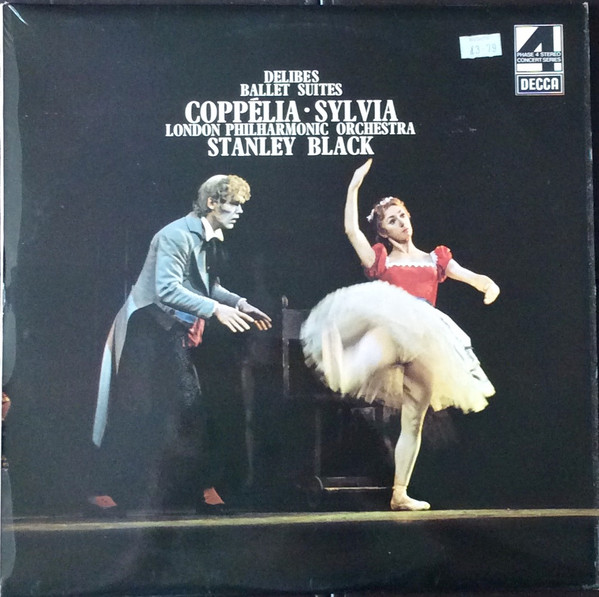 DELIBES
BALLET SUITES
COPPÉLIA · SYLVIA
LONDON PHILHARMONIC ORCHESTRA
STANLEY BLACK
4
PHASE 4 STEREO
CONCERT SERIES
DECCA